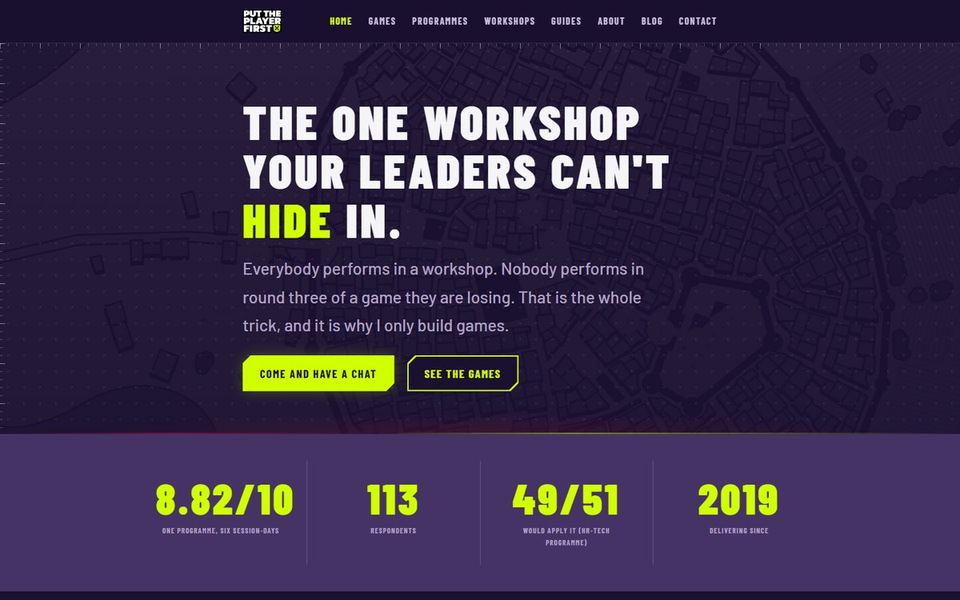 PUT THE
PLAYER
FIRST
HOME GAMES PROGRAMMES WORKSHOPS GUIDES ABOUT BLOG CONTACT
THE ONE WORKSHOP
YOUR LEADERS CAN'T
HIDE IN.
Everybody performs in a workshop. Nobody performs in
round three of a game they are losing. That is the whole
trick, and it is why I only build games.
COME AND HAVE A CHAT
SEE THE GAMES
8.82/10
ONE PROGRAMME, SIX SESSION-DAYS
113
RESPONDENTS
49/51
WOULD APPLY IT (HR-TECH
PROGRAMME)
2019
DELIVERING SINCE